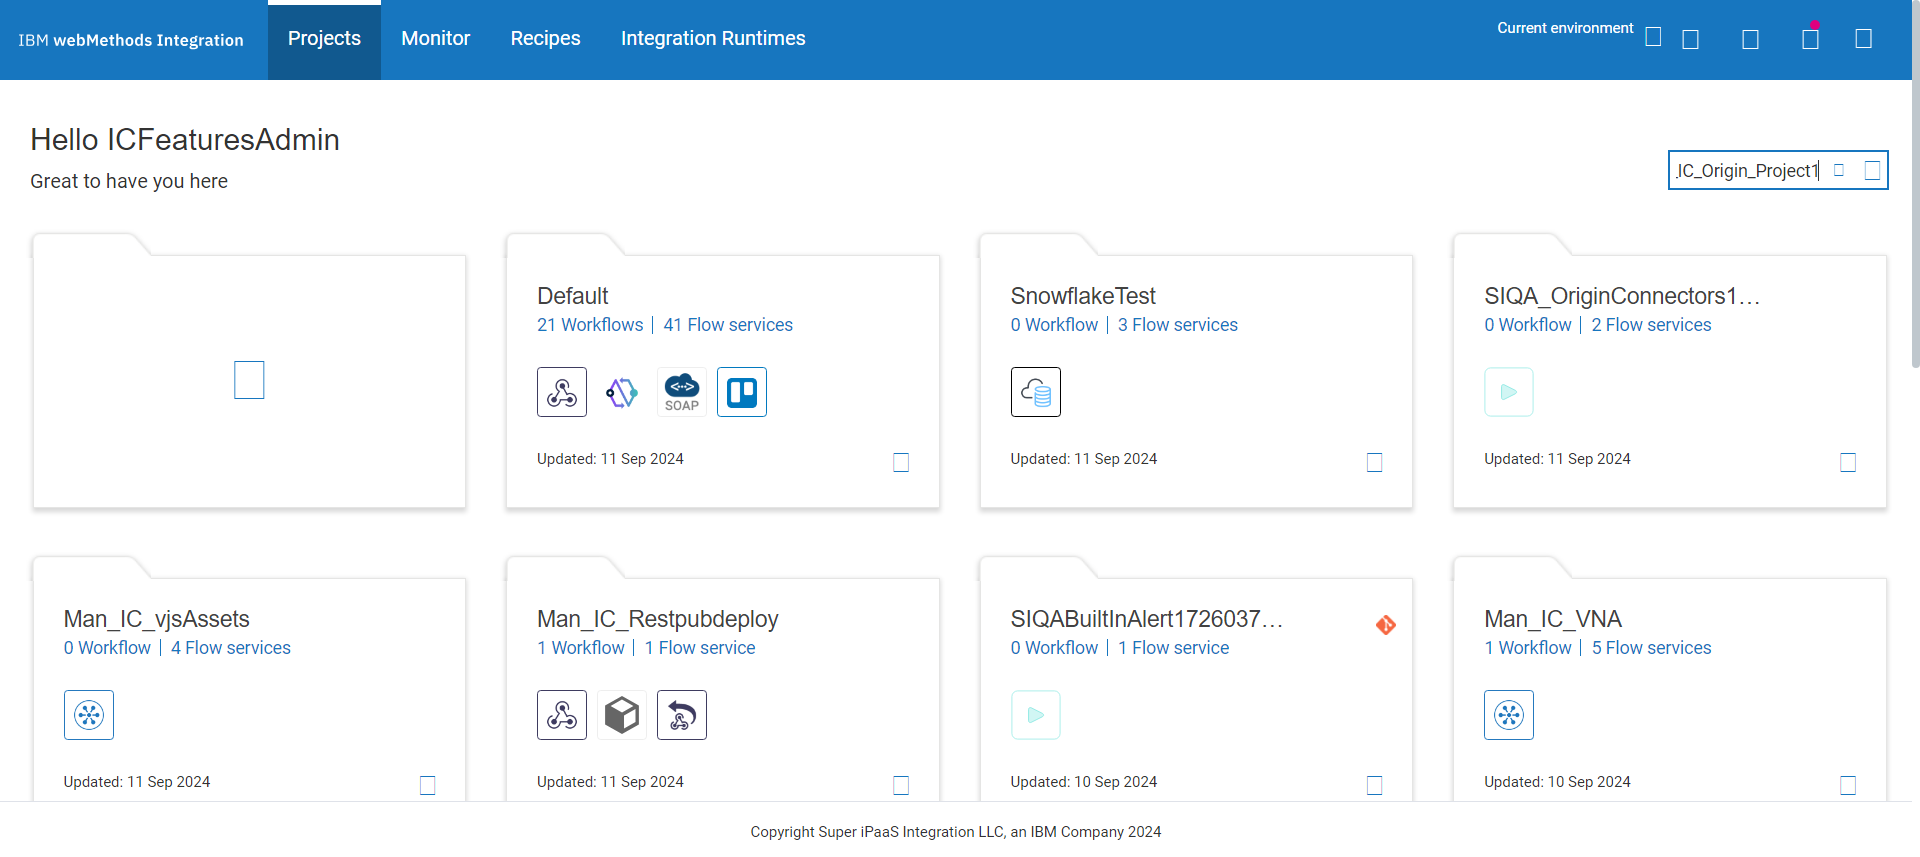 IBM webMethods Integration
Projects
Monitor
Recipes
Integration Runtimes
Current environment
Hello ICFeaturesAdmin
Great to have you here
IC_Origin_Project1
Default
21 Workflows | 41 Flow services
SOAP
Updated: 11 Sep 2024
SnowflakeTest
0 Workflow | 3 Flow services
Updated: 11 Sep 2024
SIQA_OriginConnectors1...
0 Workflow | 2 Flow services
Updated: 11 Sep 2024
Man_IC_vjsAssets
0 Workflow | 4 Flow services
Updated: 11 Sep 2024
Man_IC_Restpubdeploy
1 Workflow | 1 Flow service
Updated: 11 Sep 2024
SIQABuiltInAlert1726037...
0 Workflow | 1 Flow service
Updated: 10 Sep 2024
Man_IC_VNA
1 Workflow | 5 Flow services
Updated: 10 Sep 2024
Copyright Super iPaaS Integration LLC, an IBM Company 2024